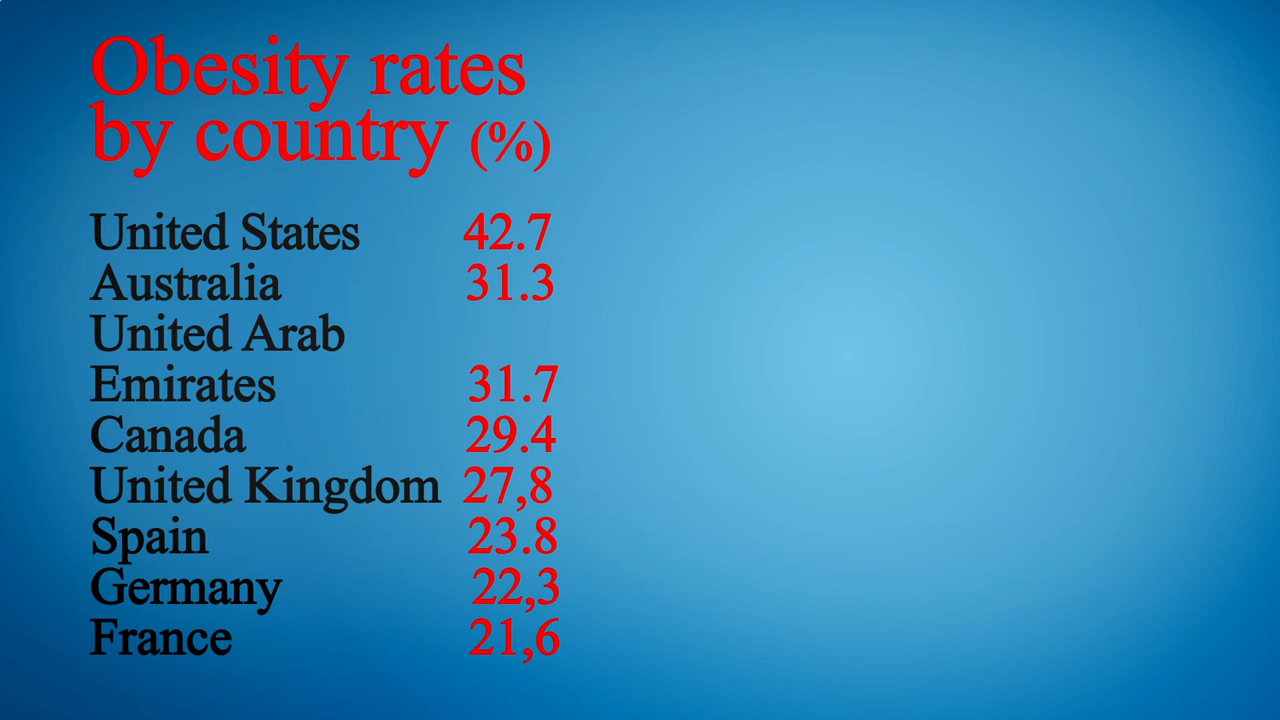 Obesity rates
by country (%)
United States 42.7
Australia 31.3
United Arab
Emirates 31.7
Canada 29.4
United Kingdom 27,8
Spain 23.8
Germany 22,3
France 21,6